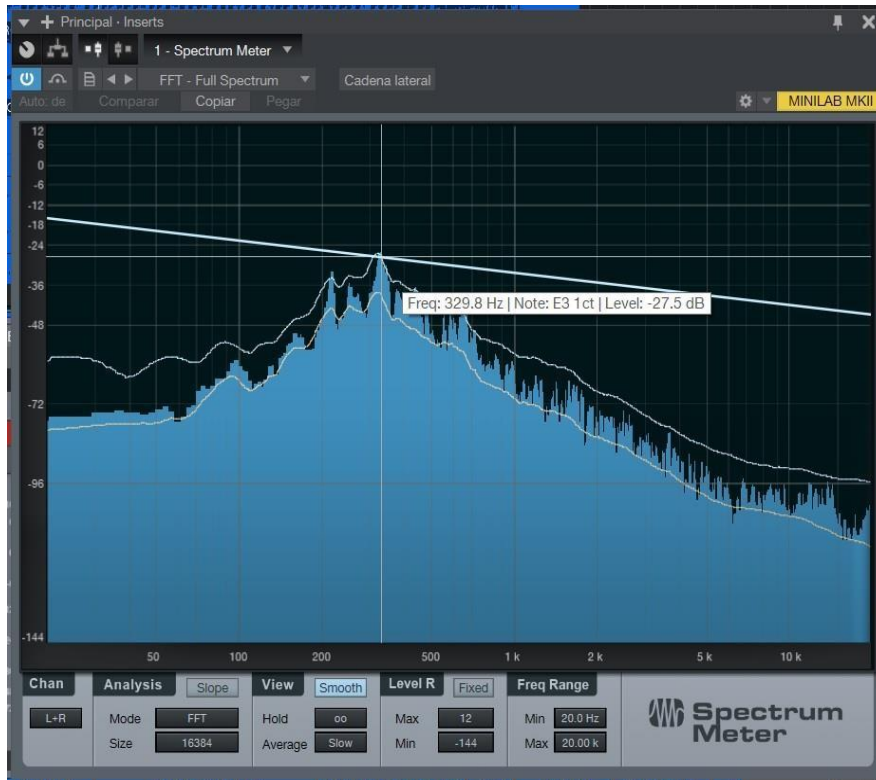 Principal · Inserts
1 - Spectrum Meter
FFT - Full Spectrum
Cadena lateral
Auto: de Comparar Copiar Pegar
MINILAB MKII
12
6
0
-6
-12
-18
-24
-36
-48
-72
-96
-144
Freq: 329.8 Hz | Note: E3 1ct | Level: -27.5 dB
50 100 200 500 1 k 2 k 5 k 10 k
Chan
L+R
Analysis Slope
Mode FFT
Size 16384
View Smooth
Hold oo
Average Slow
Level R Fixed
Max 12
Min -144
Freq Range
Min 20.0 Hz
Max 20.00 k
Spectrum
Meter